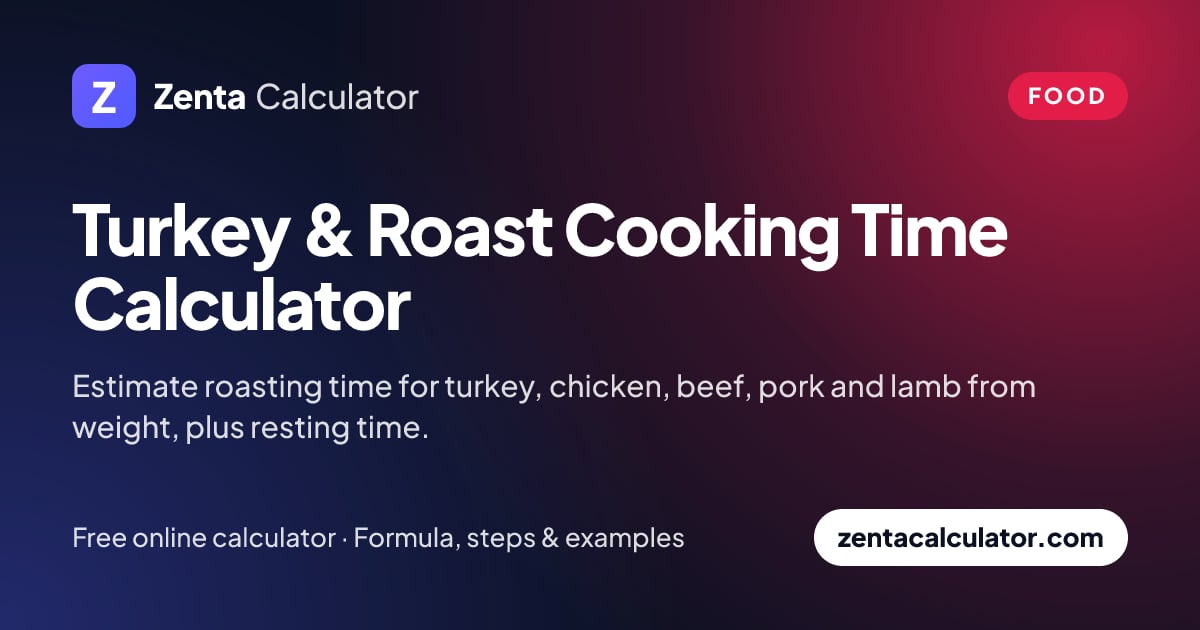 Z
Zenta Calculator
FOOD
Turkey & Roast Cooking Time
Calculator
Estimate roasting time for turkey, chicken, beef, pork and lamb from
weight, plus resting time.
Free online calculator · Formula, steps & examples
zentacalculator.com